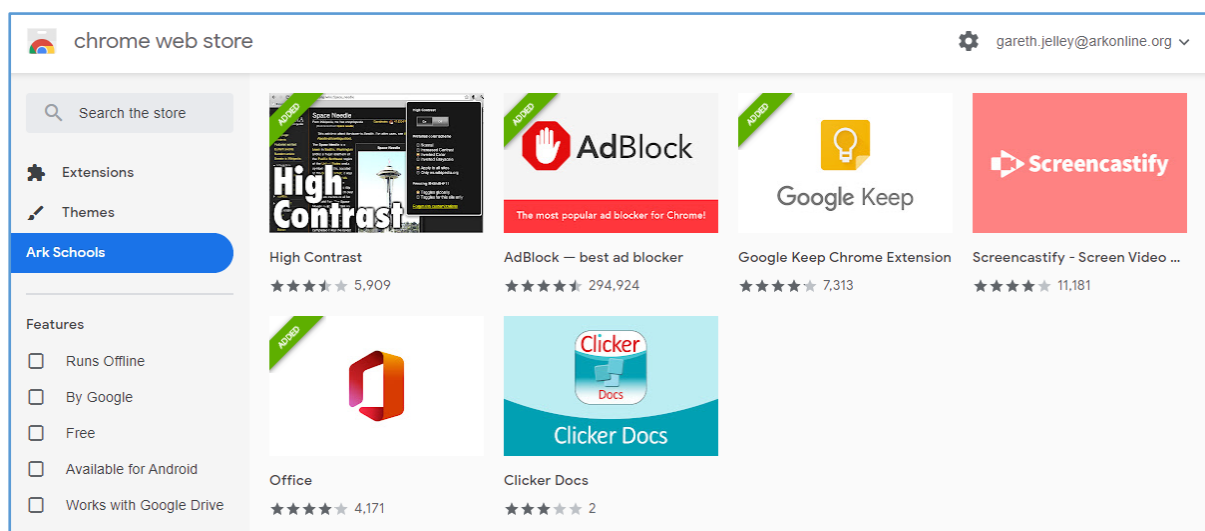 chrome web store
gareth.jelley@arkonline.org
Search the store
Extensions
Themes
Ark Schools
Features
Runs Offline
By Google
Free
Available for Android
Works with Google Drive
ADDED
Space Needle
High Contrast
High
Contrast
High Contrast
5,909
ADDED
AdBlock
The most popular ad blocker for Chrome!
AdBlock — best ad blocker
294,924
ADDED
Google Keep
Google Keep Chrome Extension
7,313
Screencastify
Screencastify - Screen Video ...
11,181
ADDED
Office
4,171
Clicker
Docs
Clicker Docs
Clicker Docs
2